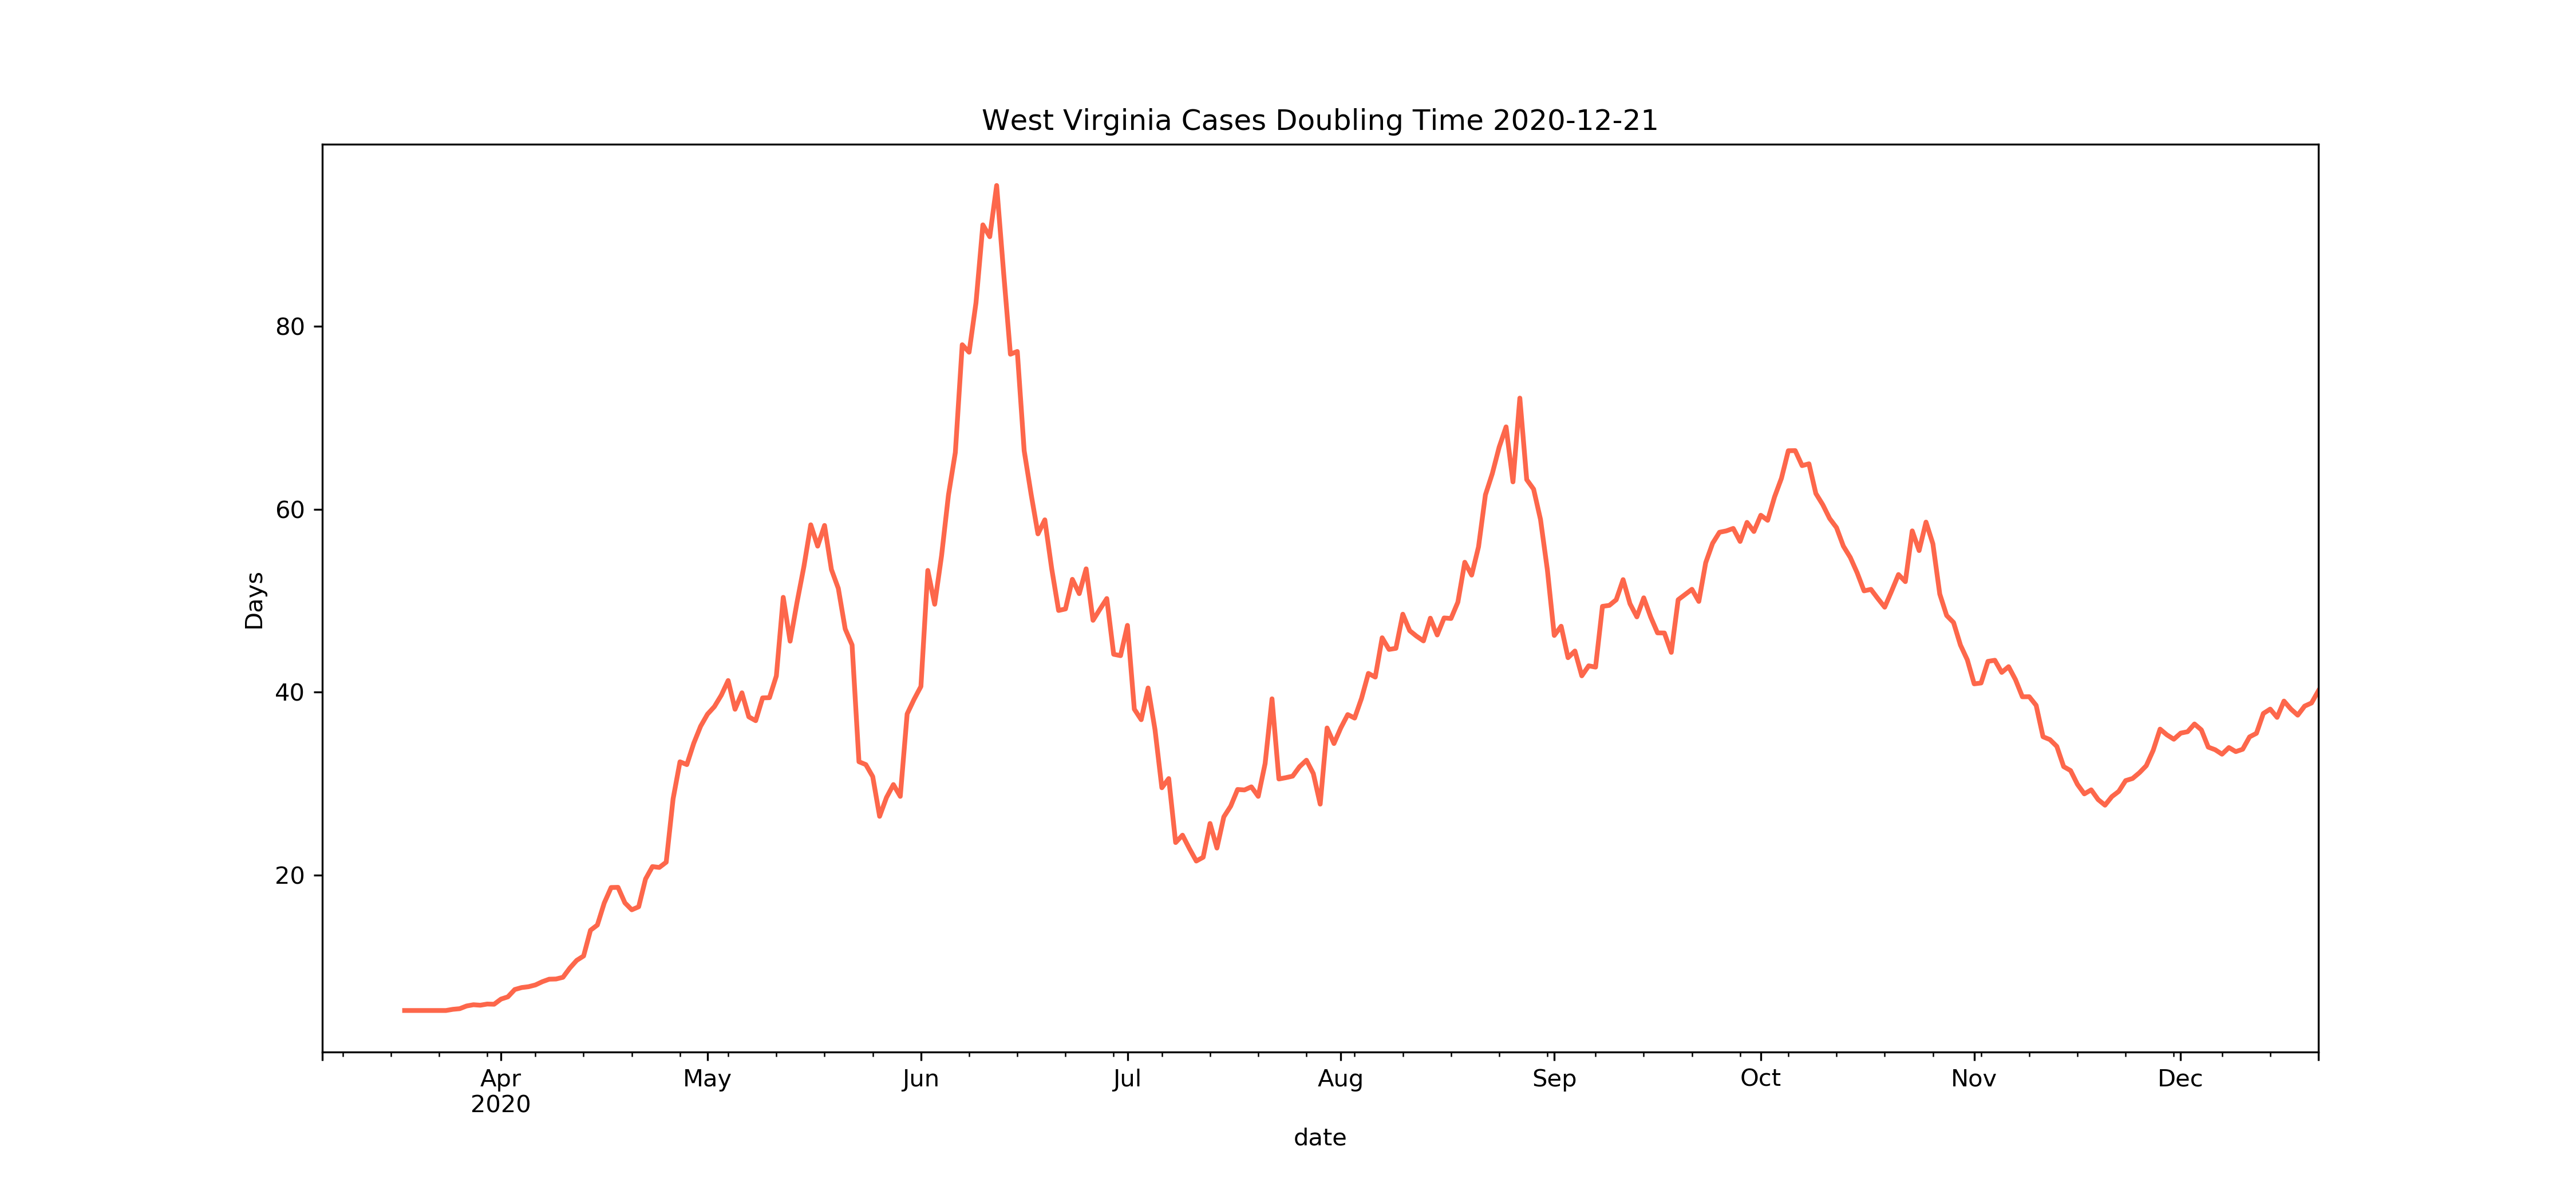 West Virginia Cases Doubling Time 2020-12-21
Days
80
60
40
20
Apr May Jun Jul Aug Sep Oct Nov Dec
2020
date